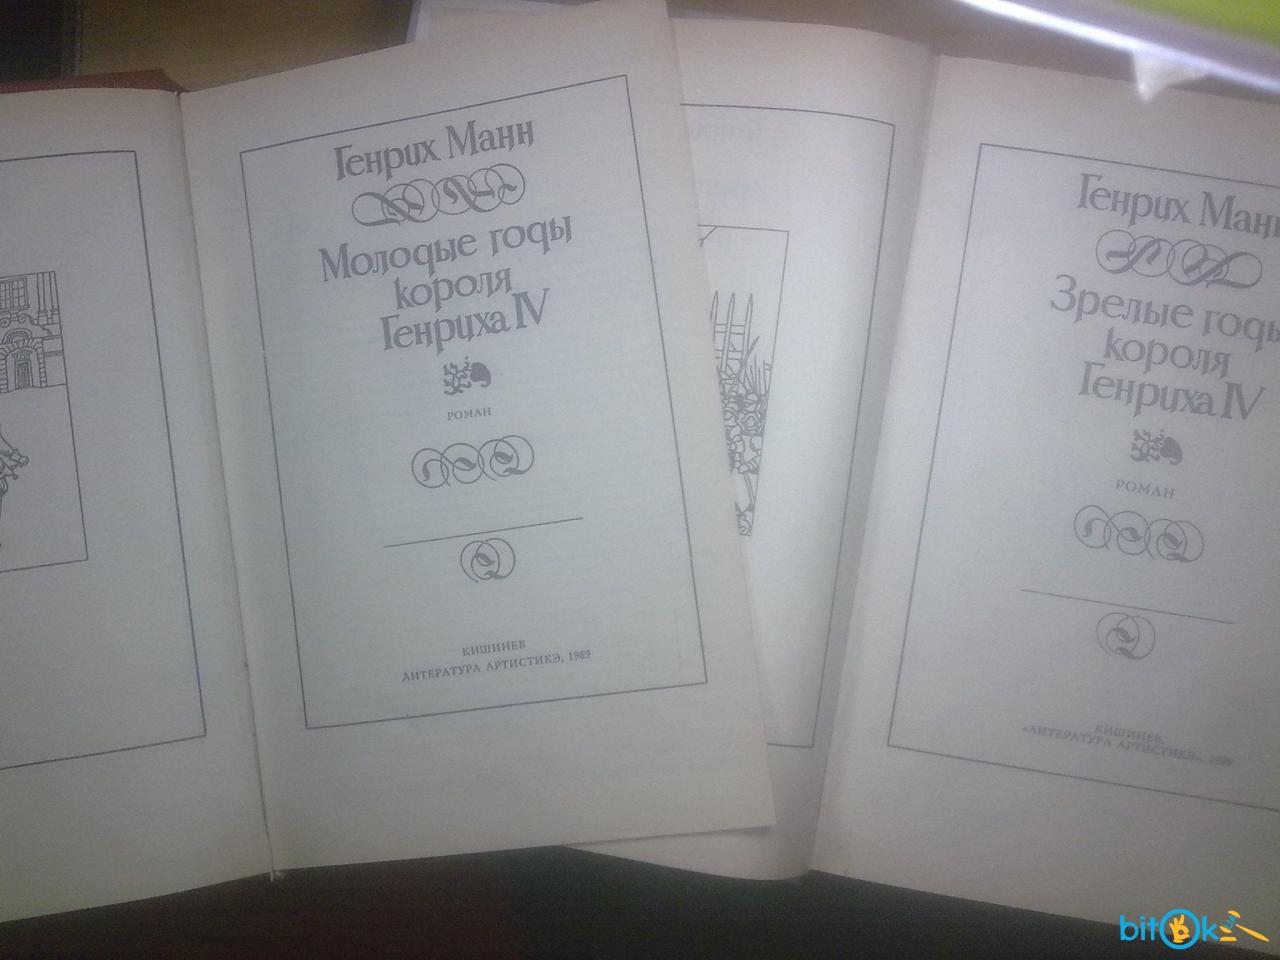 Генрих Манн
Молодые годы
короля
Генриха IV
РОМАН
КИШИНЕВ
ЛИТЕРАТУРА АРТИСТИКЭ, 1989
Генрих Манн
Зрелые годы
короля
Генриха IV
РОМАН
КИШИНЕВ,
«ЛИТЕРАТУРА АРТИСТИКЭ», 1989
bitOk